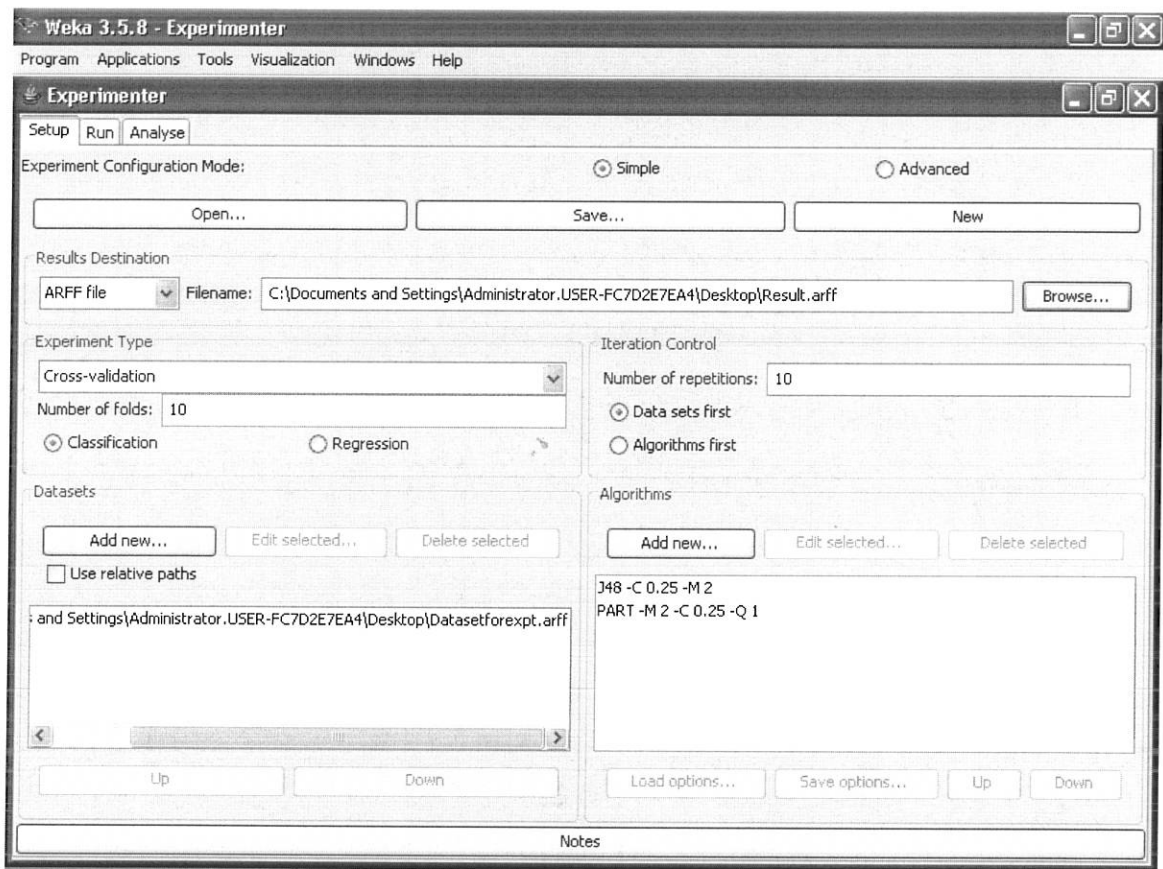 Weka 3.5.8 - Experimenter
Program Applications Tools Visualization Windows Help
Experimenter
Setup Run Analyse
Experiment Configuration Mode: Simple Advanced
Open... Save... New
Results Destination
ARFF file Filename: C:\Documents and Settings\Administrator.USER-FC7D2E7EA4\Desktop\Result.arff Browse...
Experiment Type
Cross-validation
Number of folds: 10
Classification Regression
Iteration Control
Number of repetitions: 10
Data sets first
Algorithms first
Datasets
Add new... Edit selected... Delete selected
Use relative paths
and Settings\Administrator.USER-FC7D2E7EA4\Desktop\Datasetforexpt.arff
Up Down
Algorithms
Add new... Edit selected... Delete selected
J48 -C 0.25 -M 2
PART -M 2 -C 0.25 -Q 1
Load options... Save options... Up Down
Notes